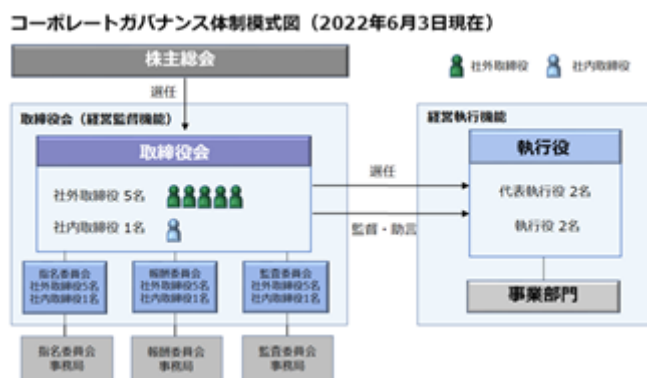 コーポレートガバナンス体制模式図（2022年6月3日現在）
株主総会
社外取締役
社内取締役
選任
取締役会（経営監督機能）
取締役会
社外取締役 5名
社内取締役 1名
指名委員会
社外取締役5名
社内取締役1名
報酬委員会
社外取締役5名
社内取締役1名
監査委員会
社外取締役5名
社内取締役1名
指名委員会
事務局
報酬委員会
事務局
監査委員会
事務局
選任
監督・助言
経営執行機能
執行役
代表執行役 2名
執行役 2名
事業部門